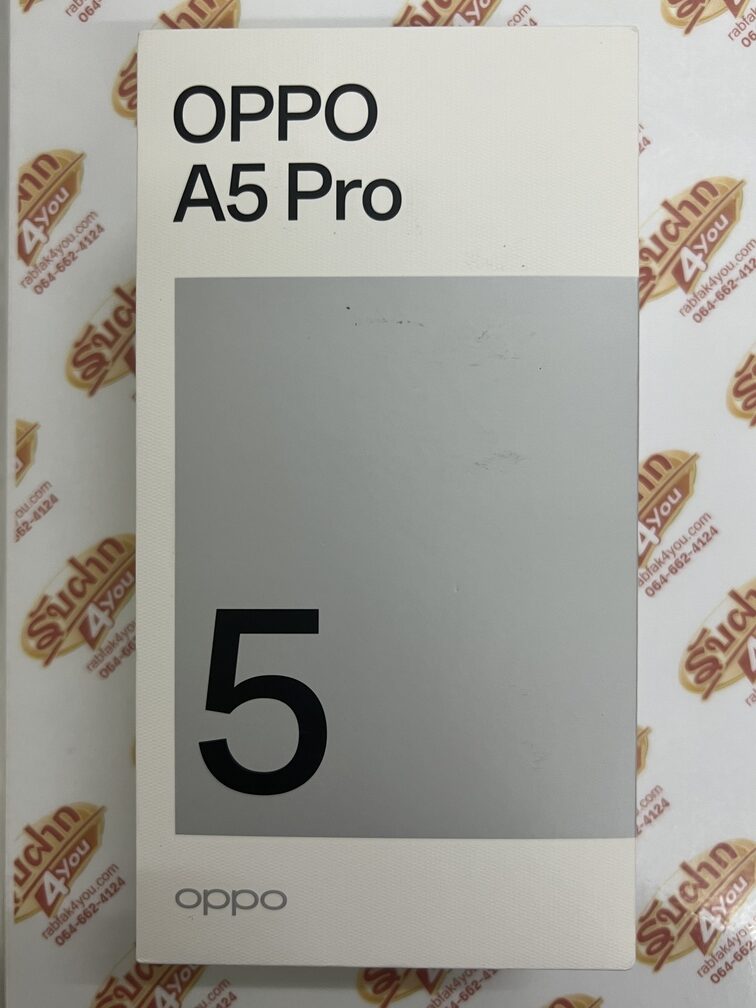 OPPO
A5 Pro
5
oppo
รับฝาก
4you
rabfak4you.com
064-662-4124